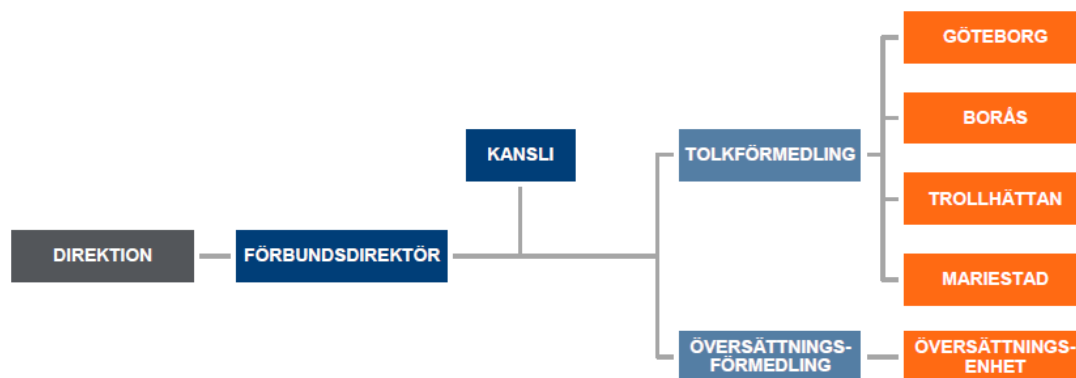 DIREKTION
FÖRBUNDSDIREKTÖR
KANSLI
TOLKFÖRMEDLING
GÖTEBORG
BORÅS
TROLLHÄTTAN
MARIESTAD
ÖVERSÄTTNINGS-
FÖRMEDLING
ÖVERSÄTTNINGS-
ENHET